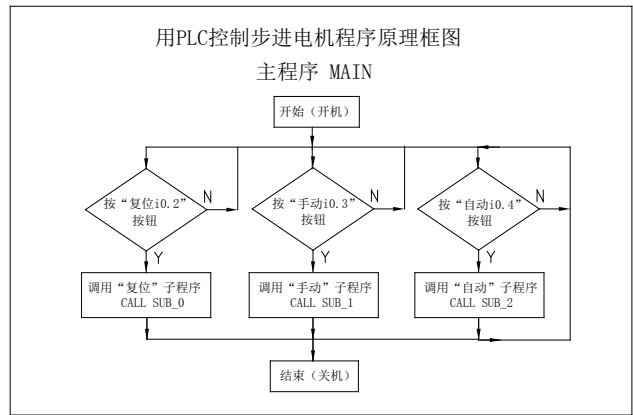 用PLC控制步进电机程序原理框图
主程序 MAIN
开始（开机）
按“复位i0.2”
按钮
N
Y
按“手动i0.3”
按钮
N
Y
按“自动i0.4”
按钮
N
Y
调用“复位”子程序
CALL SUB_0
调用“手动”子程序
CALL SUB_1
调用“自动”子程序
CALL SUB_2
结束（关机）